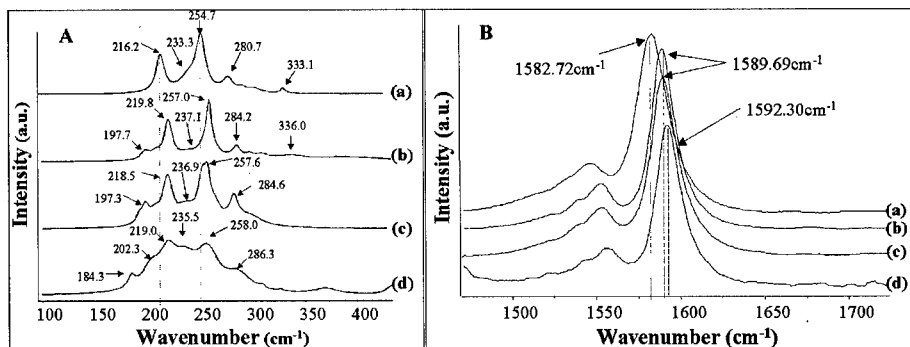 A
254.7
216.2
233.3
280.7
333.1
(a)
257.0
219.8
237.1
284.2
336.0
197.7
(b)
257.6
218.5
236.9
284.6
197.3
(c)
235.5
219.0
258.0
202.3
286.3
184.3
(d)
Intensity (a.u.)
100 150 200 250 300 350 400
Wavenumber (cm⁻¹)
B
1582.72cm⁻¹
1589.69cm⁻¹
1592.30cm⁻¹
(a)
(b)
(c)
(d)
Intensity (a.u.)
1500 1550 1600 1650 1700
Wavenumber (cm⁻¹)